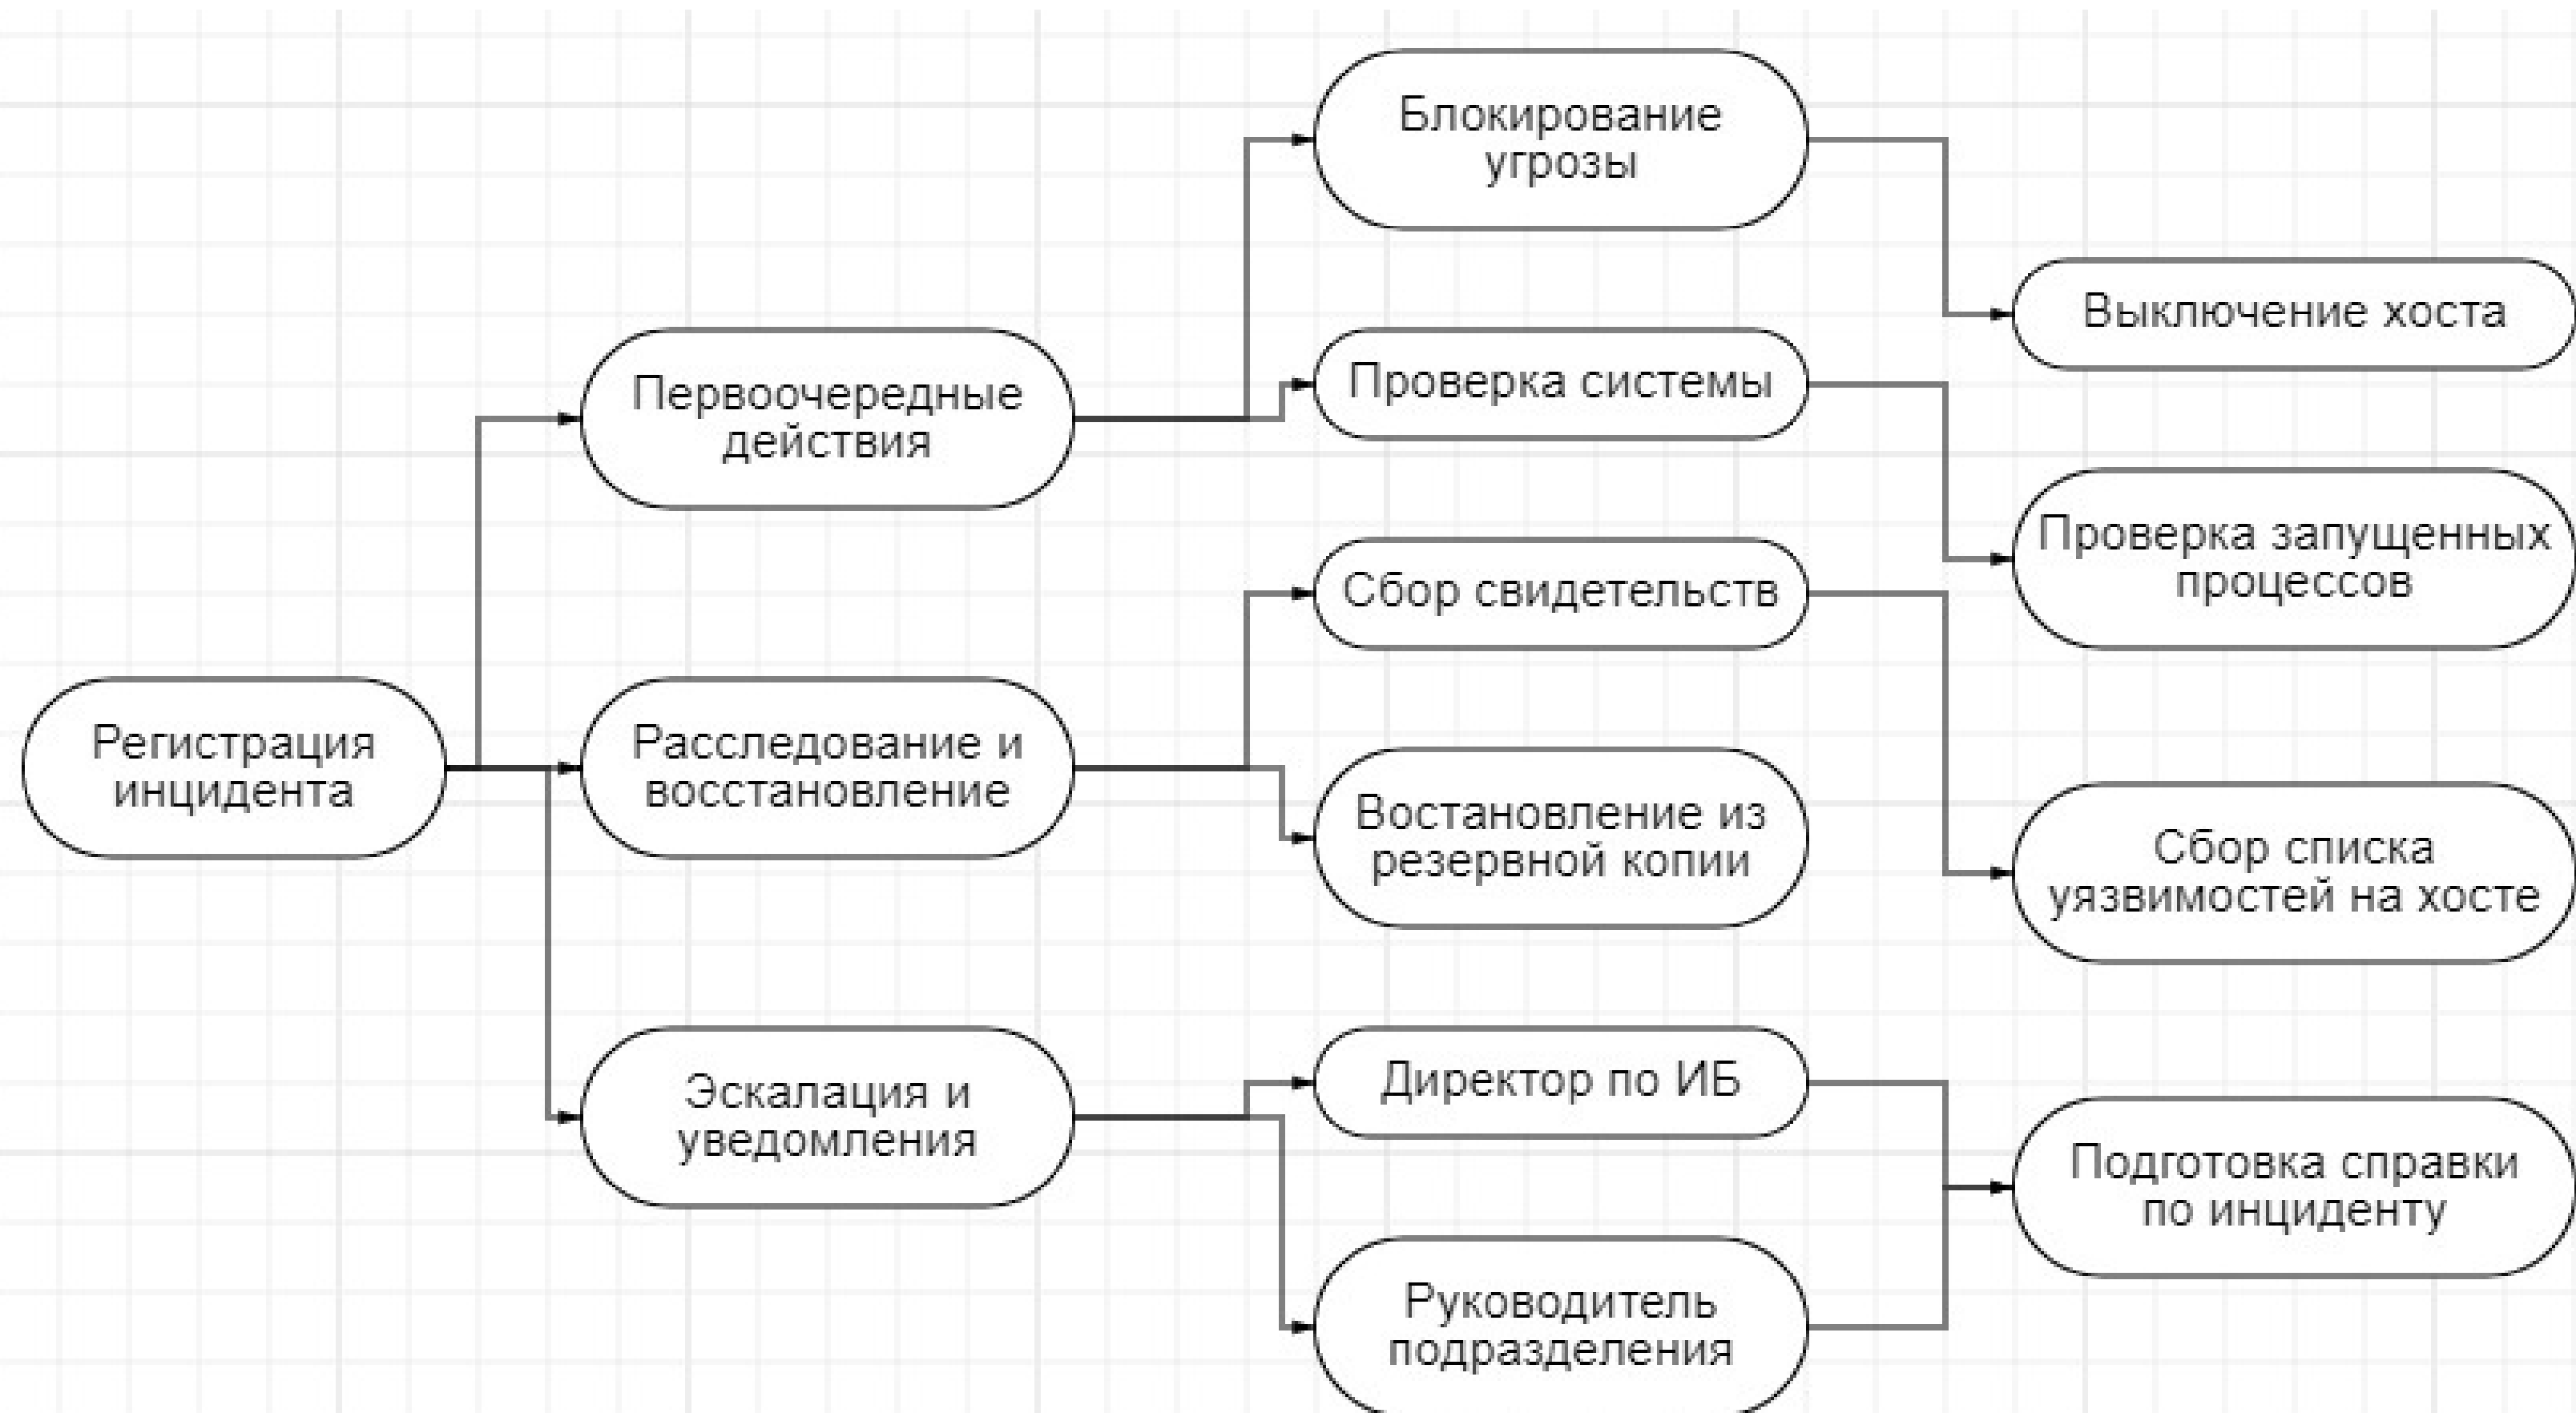 Блокирование
угрозы
Выключение хоста
Проверка системы
Первоочередные
действия
Проверка запущенных
процессов
Сбор свидетельств
Регистрация
инцидента
Расследование и
восстановление
Востановление из
резервной копии
Сбор списка
уязвимостей на хосте
Эскалация и
уведомления
Директор по ИБ
Подготовка справки
по инциденту
Руководитель
подразделения